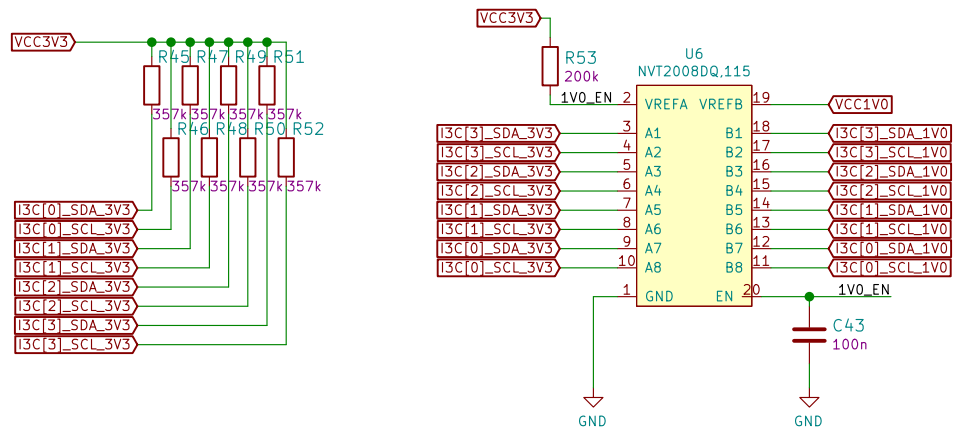 VCC3V3
R45
R47
R49
R51
357k
357k
357k
357k
R46
R48
R50
R52
357k
357k
357k
357k
I3C[0]_SDA_3V3
I3C[0]_SCL_3V3
I3C[1]_SDA_3V3
I3C[1]_SCL_3V3
I3C[2]_SDA_3V3
I3C[2]_SCL_3V3
I3C[3]_SDA_3V3
I3C[3]_SCL_3V3
VCC3V3
R53
200k
1V0_EN
U6
NVT2008DQ,115
2 VREFA VREFB 19 VCC1V0
I3C[3]_SDA_3V3 3 A1 B1 18 I3C[3]_SDA_1V0
I3C[3]_SCL_3V3 4 A2 B2 17 I3C[3]_SCL_1V0
I3C[2]_SDA_3V3 5 A3 B3 16 I3C[2]_SDA_1V0
I3C[2]_SCL_3V3 6 A4 B4 15 I3C[2]_SCL_1V0
I3C[1]_SDA_3V3 7 A5 B5 14 I3C[1]_SDA_1V0
I3C[1]_SCL_3V3 8 A6 B6 13 I3C[1]_SCL_1V0
I3C[0]_SDA_3V3 9 A7 B7 12 I3C[0]_SDA_1V0
I3C[0]_SCL_3V3 10 A8 B8 11 I3C[0]_SCL_1V0
1 GND EN 20 1V0_EN
C43
100n
GND
GND